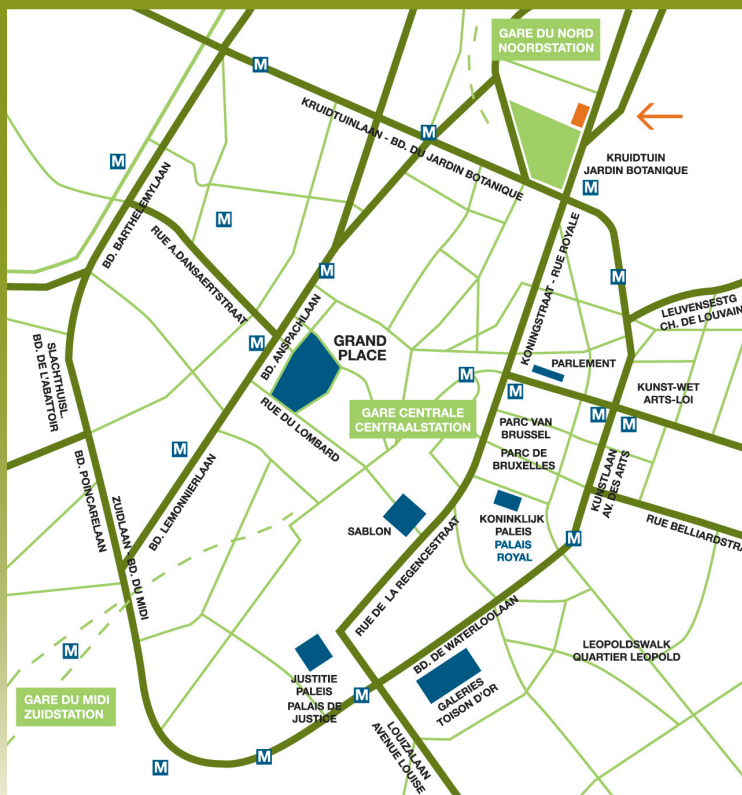 GARE DU NORD
NOORDSTATION
M
KRUIDTUINLAAN - BD. DU JARDIN BOTANIQUE
M
M
KRUIDTUIN
JARDIN BOTANIQUE
M
BD. BARTHELEMYLAAN
M
RUE A.DANSAERTSTRAAT
M
M
KONINGSTRAAT - RUE ROYALE
LEUVENSESTG
CH. DE LOUVAIN
BD. ANSPACHLAAN
M
GRAND
PLACE
SLACHTHUISL.
BD. DE L'ABATTOIR
PARLEMENT
M
M
KUNST-WET
ARTS-LOI
RUE DU LOMBARD
GARE CENTRALE
CENTRAALSTATION
M
M
PARC VAN
BRUSSEL
PARC DE
BRUXELLES
M
BD. POINCARELAAN
ZUIDLAAN - BD. DU MIDI
BD. LEMONNIERLAAN
KUNSTLAAN
AV. DES ARTS
SABLON
KONINKLIJK
PALEIS
PALAIS
ROYAL
RUE BELLIARDSTRA
M
RUE DE LA REGENCESTRAAT
BD. DE WATERLOOLAAN
M
LEOPOLDSWALK
QUARTIER LEOPOLD
JUSTITIE
PALEIS
PALAIS DE
JUSTICE
M
GALERIES
TOISON D'OR
GARE DU MIDI
ZUIDSTATION
LOUIZALAAN
AVENUE LOUISE
M
M